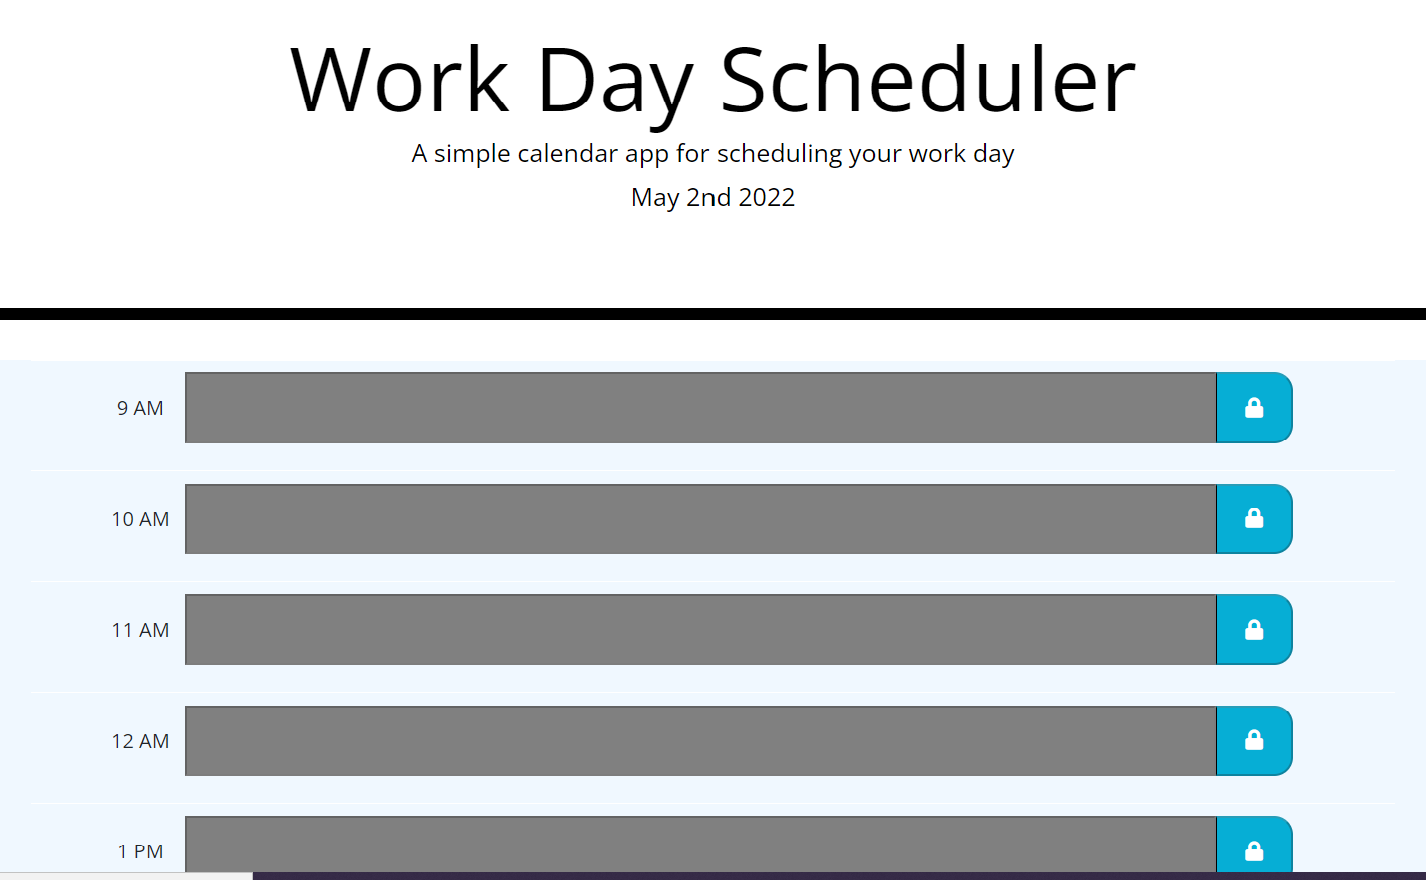 Work Day Scheduler
A simple calendar app for scheduling your work day
May 2nd 2022
9 AM
10 AM
11 AM
12 AM
1 PM